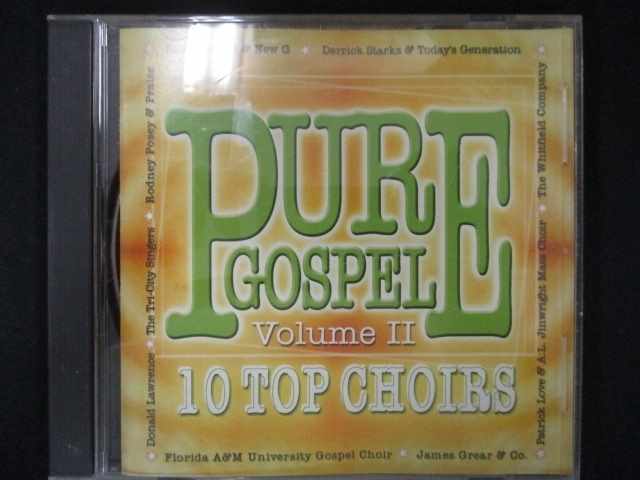 & New G ★ Derrick Starks & Today's Generation ★
The Whitfield Company
Patrick Love & A.L. Jinwright Mass Choir ★
PURE
GOSPEL
Volume II
10 TOP CHOIRS
Donald Lawrence ★ The Tri-City Singers ★ Rodney Posey & Praise
★ Florida A&M University Gospel Choir ★ James Grear & Co. ★